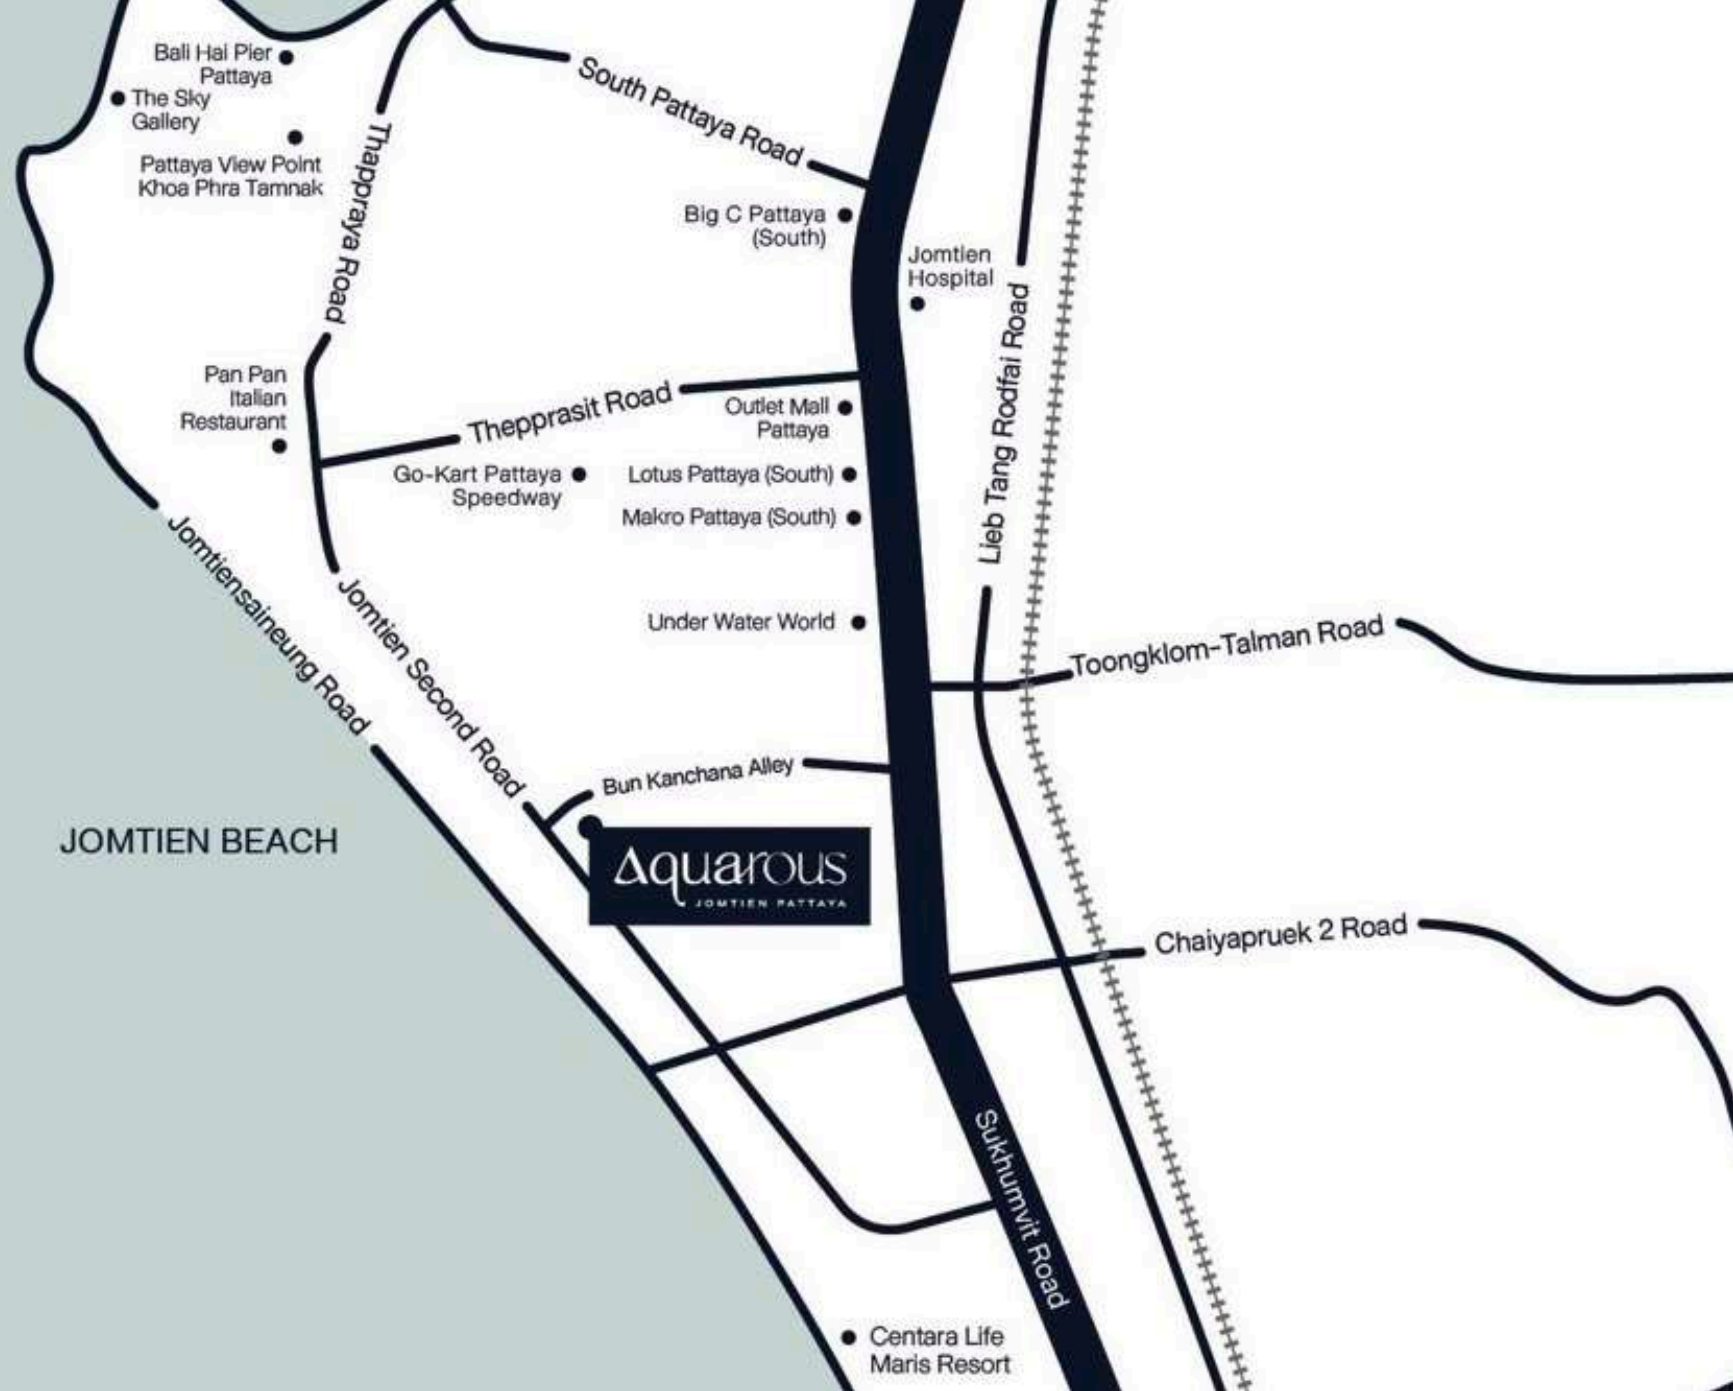 Bali Hai Pier
Pattaya
The Sky
Gallery
Pattaya View Point
Khoa Phra Tamnak
Thappraya Road
South Pattaya Road
Big C Pattaya
(South)
Jomtien
Hospital
Lieb Tang Rodfai Road
Pan Pan
Italian
Restaurant
Thepprasit Road
Outlet Mall
Pattaya
Go-Kart Pattaya
Speedway
Lotus Pattaya (South)
Makro Pattaya (South)
Jomtiensaineung Road
Jomtien Second Road
Under Water World
Toongklom-Talman Road
Bun Kanchana Alley
JOMTIEN BEACH
Aquarous
JOMTIEN PATTAYA
Chaiyapruek 2 Road
Sukhumvit Road
Centara Life
Maris Resort